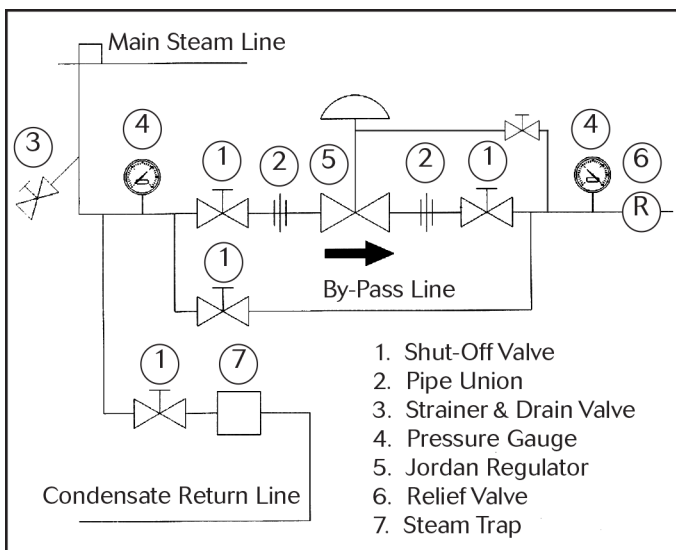 Main Steam Line
3
4
1
2
5
2
1
4
6
R
1
By-Pass Line
1
7
Condensate Return Line
1. Shut-Off Valve
2. Pipe Union
3. Strainer & Drain Valve
4. Pressure Gauge
5. Jordan Regulator
6. Relief Valve
7. Steam Trap